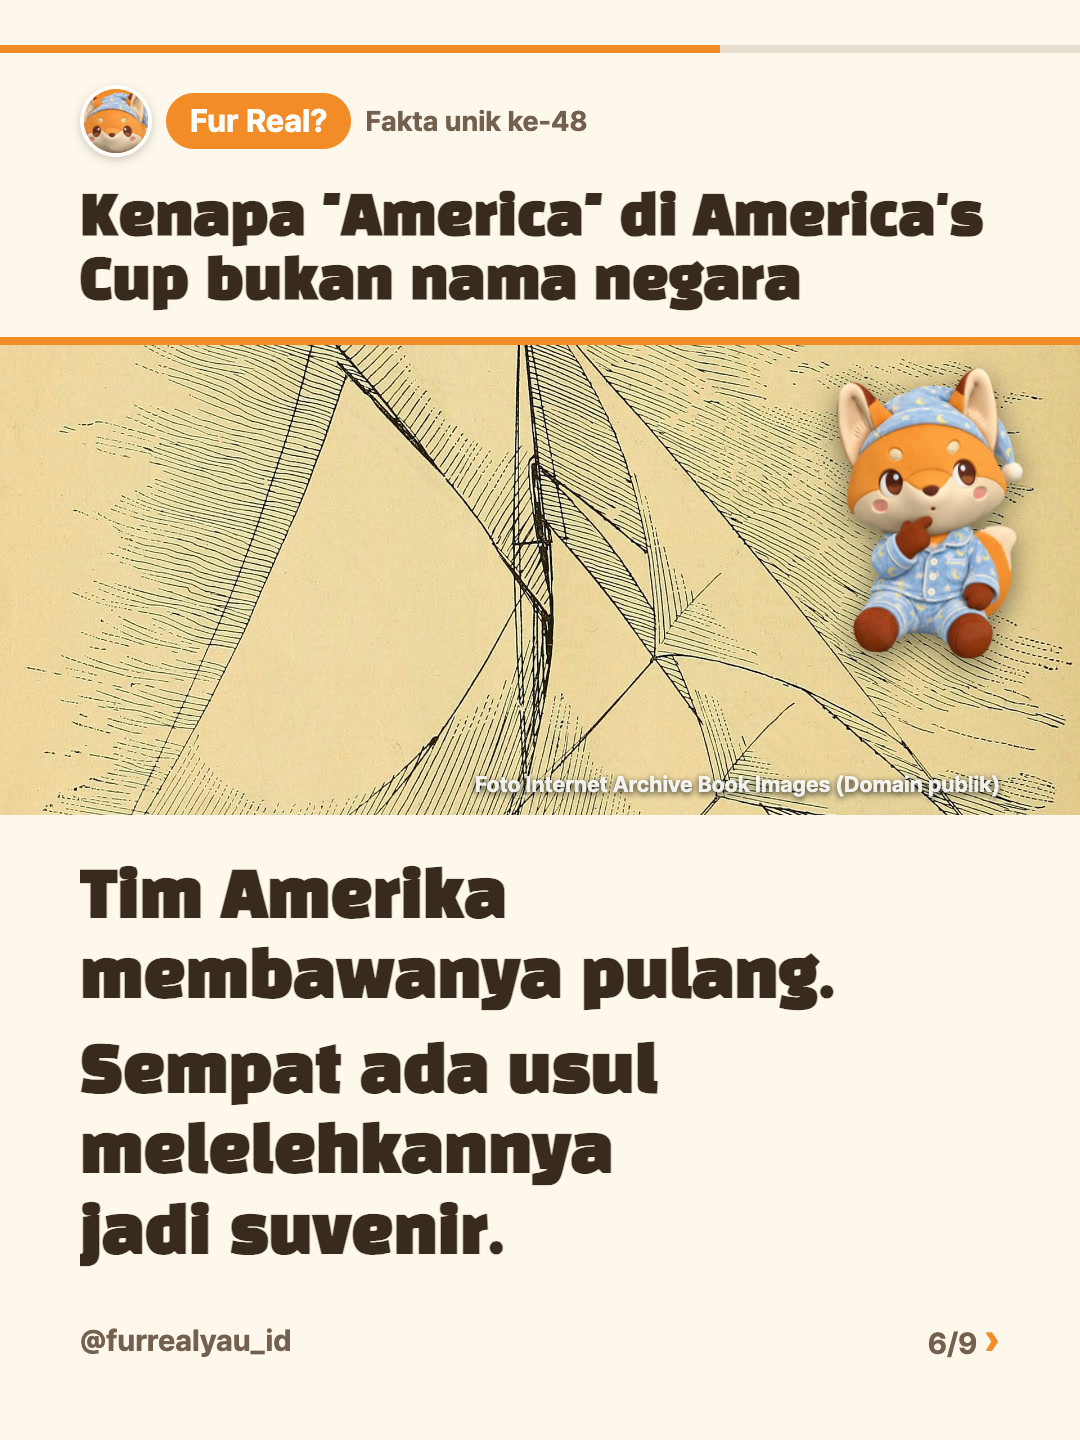 Fur Real?
Fakta unik ke-48
Kenapa "America" di America's
Cup bukan nama negara
Foto Internet Archive Book Images (Domain publik)
Tim Amerika
membawanya pulang.
Sempat ada usul
melelehkannya
jadi suvenir.
@furrealyau_id
6/9 ›